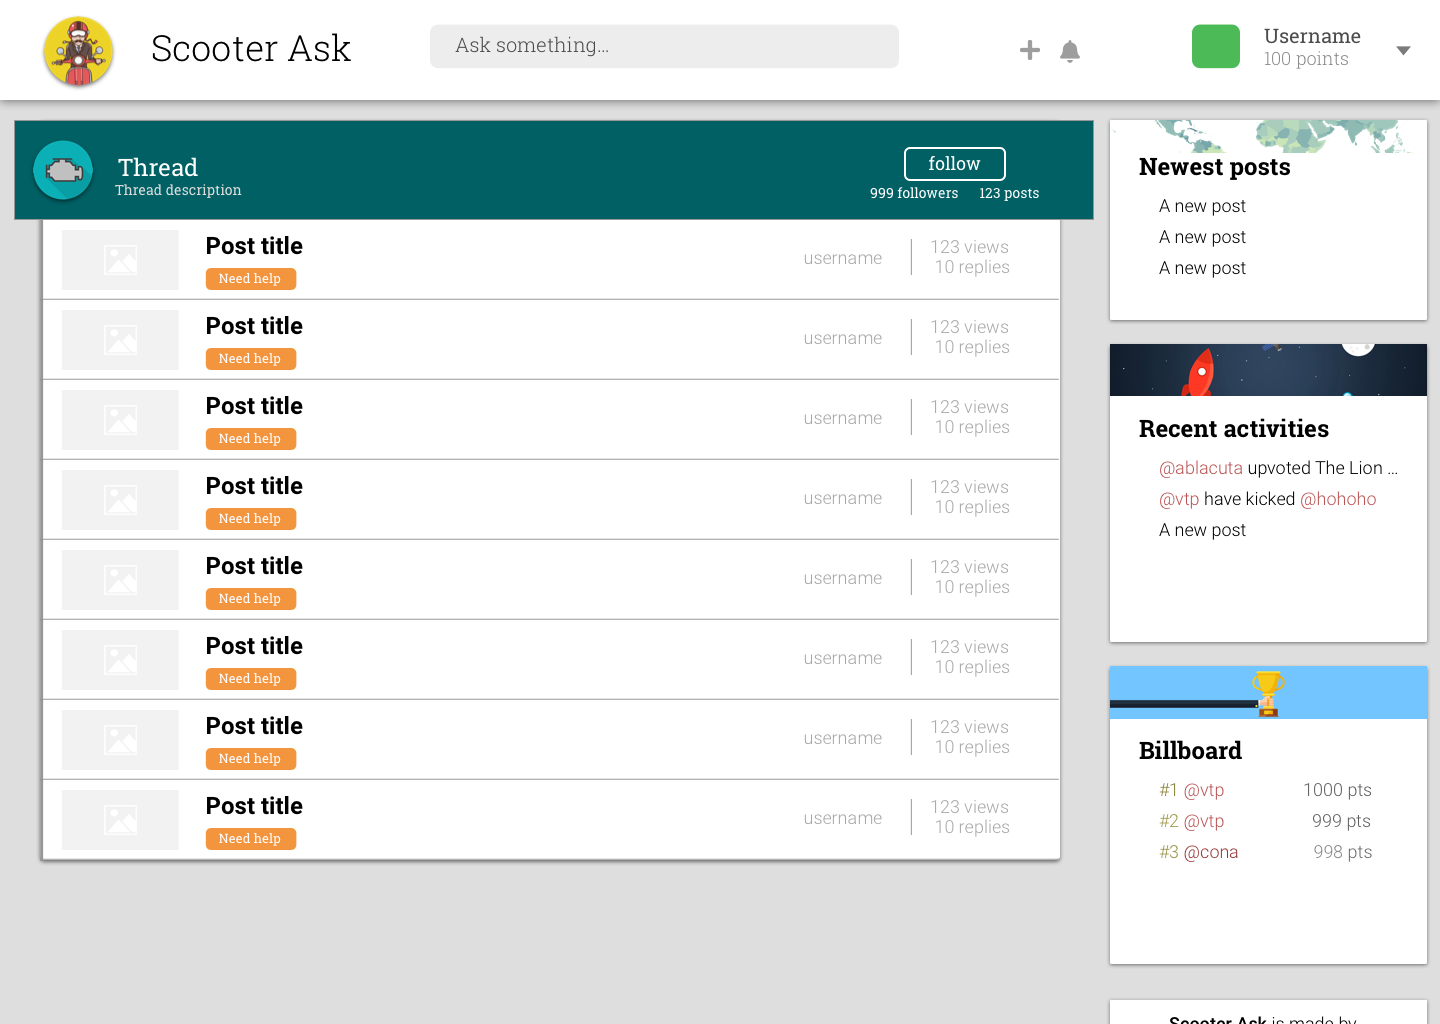 Scooter Ask
Ask something...
Username
100 points
Thread
Thread description
follow
999 followers 123 posts
Post title
Need help
username
123 views
10 replies
Post title
Need help
username
123 views
10 replies
Post title
Need help
username
123 views
10 replies
Post title
Need help
username
123 views
10 replies
Post title
Need help
username
123 views
10 replies
Post title
Need help
username
123 views
10 replies
Post title
Need help
username
123 views
10 replies
Post title
Need help
username
123 views
10 replies
Newest posts
A new post
A new post
A new post
Recent activities
@ablacuta upvoted The Lion ...
@vtp have kicked @hohoho
A new post
Billboard
#1 @vtp 1000 pts
#2 @vtp 999 pts
#3 @cona 998 pts
Scooter Ask is made by